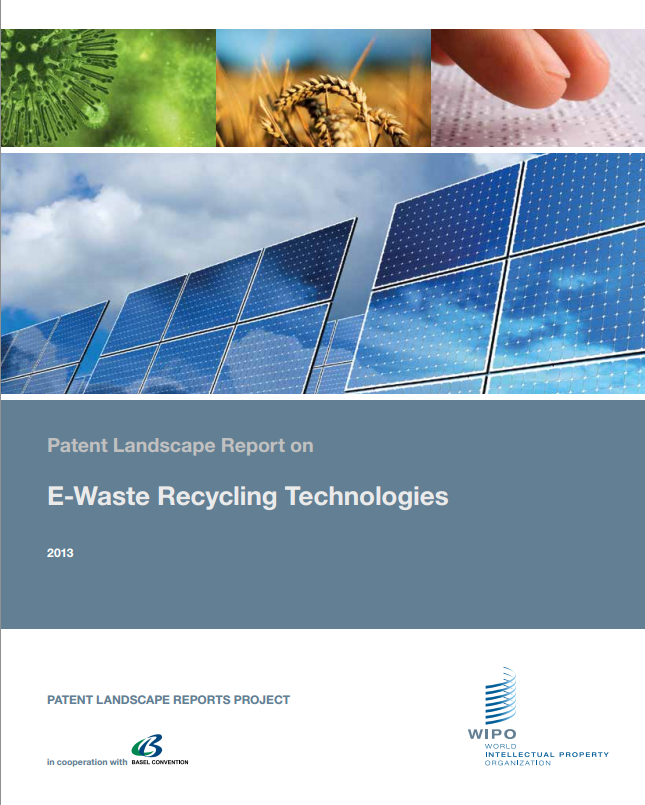 Patent Landscape Report on
E-Waste Recycling Technologies
2013
PATENT LANDSCAPE REPORTS PROJECT
in cooperation with BASEL CONVENTION
WIPO
WORLD
INTELLECTUAL PROPERTY
ORGANIZATION